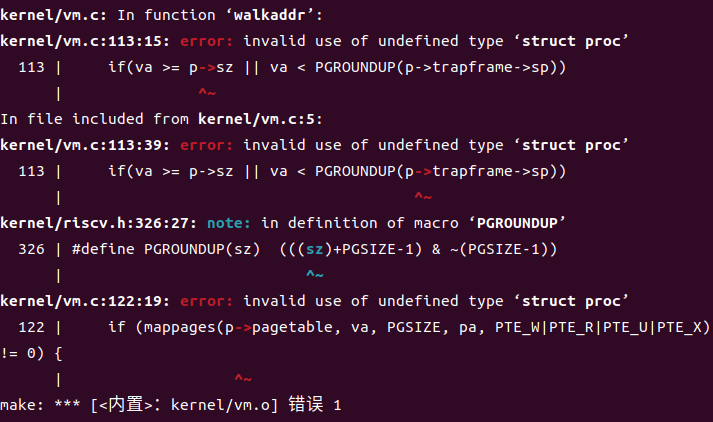 kernel/vm.c: In function ‘walkaddr’:
kernel/vm.c:113:15: error: invalid use of undefined type ‘struct proc’
  113 |     if(va >= p->sz || va < PGROUNDUP(p->trapframe->sp))
      |               ^~
In file included from kernel/vm.c:5:
kernel/vm.c:113:39: error: invalid use of undefined type ‘struct proc’
  113 |     if(va >= p->sz || va < PGROUNDUP(p->trapframe->sp))
      |                                       ^~
kernel/riscv.h:326:27: note: in definition of macro ‘PGROUNDUP’
  326 | #define PGROUNDUP(sz)  (((sz)+PGSIZE-1) & ~(PGSIZE-1))
      |                           ^~
kernel/vm.c:122:19: error: invalid use of undefined type ‘struct proc’
  122 |     if (mappages(p->pagetable, va, PGSIZE, pa, PTE_W|PTE_R|PTE_U|PTE_X)
!= 0) {
      |                   ^~
make: *** [<内置>：kernel/vm.o] 错误 1